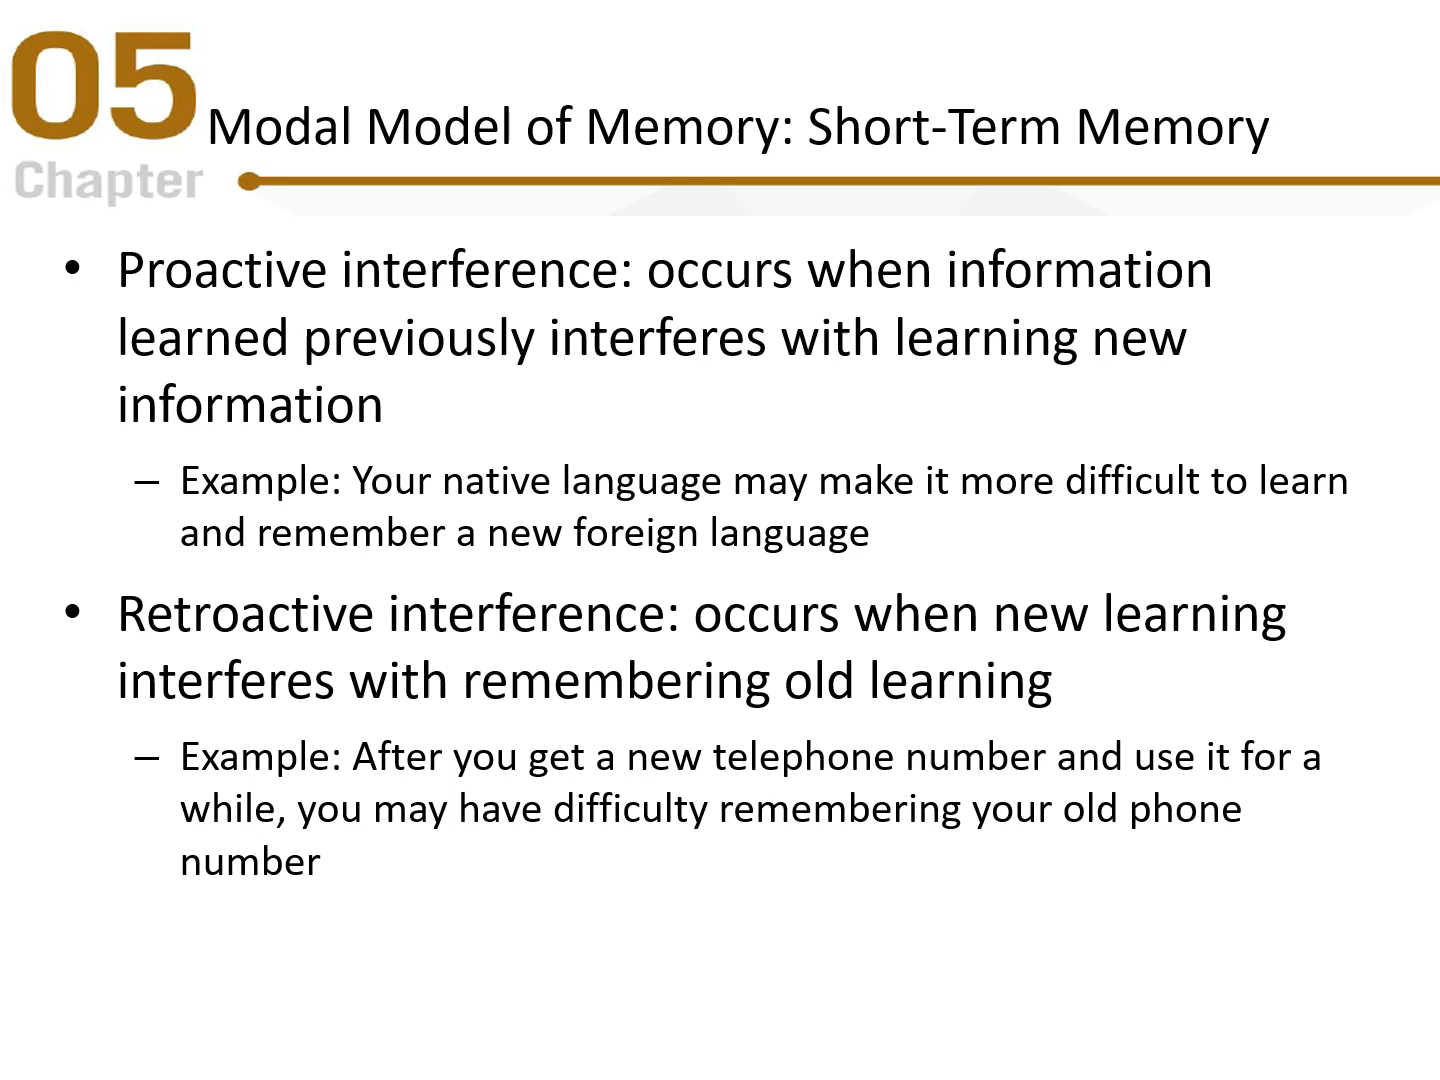 05
Chapter
Modal Model of Memory: Short-Term Memory
• Proactive interference: occurs when information
learned previously interferes with learning new
information
– Example: Your native language may make it more difficult to learn
and remember a new foreign language
• Retroactive interference: occurs when new learning
interferes with remembering old learning
– Example: After you get a new telephone number and use it for a
while, you may have difficulty remembering your old phone
number